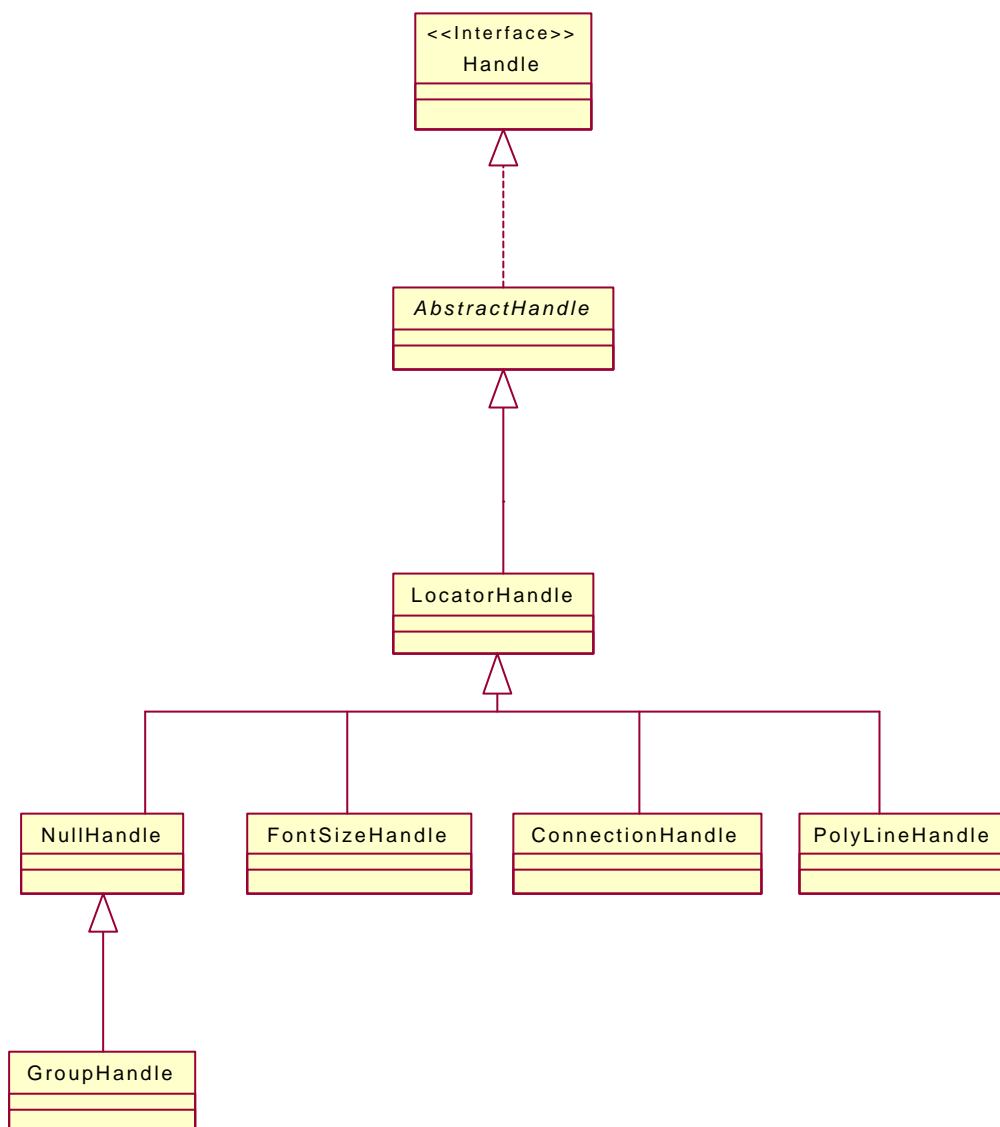 <<Interface>>
Handle
AbstractHandle
LocatorHandle
NullHandle
FontSizeHandle
ConnectionHandle
PolyLineHandle
GroupHandle